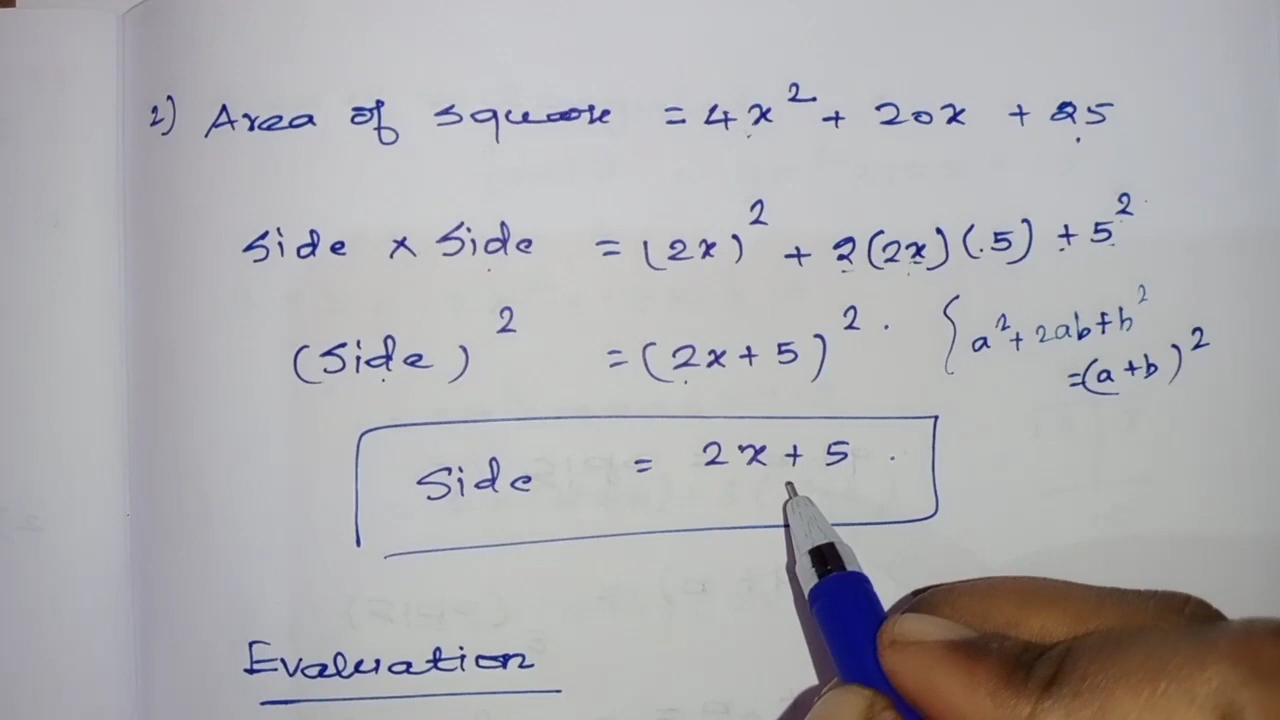 2) Area of square = 4x² + 20x + 25
Side × Side = (2x)² + 2(2x)(5) + 5²
(Side)² = (2x+5)². {a²+2ab+b²
=(a+b)²
Side = 2x+5.
Evaluation